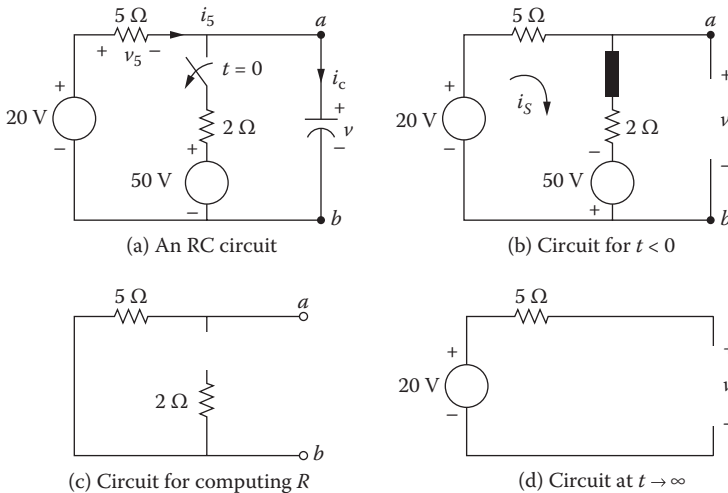 5 Ω
i5
a
+ v5 −
t = 0
ic
+
20 V
−
2 Ω
+
v
−
+
50 V
−
b
(a) An RC circuit
5 Ω
a
+
20 V
−
iS
2 Ω
+
v
−
−
50 V
+
b
(b) Circuit for t < 0
5 Ω
a
2 Ω
b
(c) Circuit for computing R
5 Ω
+
20 V
−
v
(d) Circuit at t → ∞